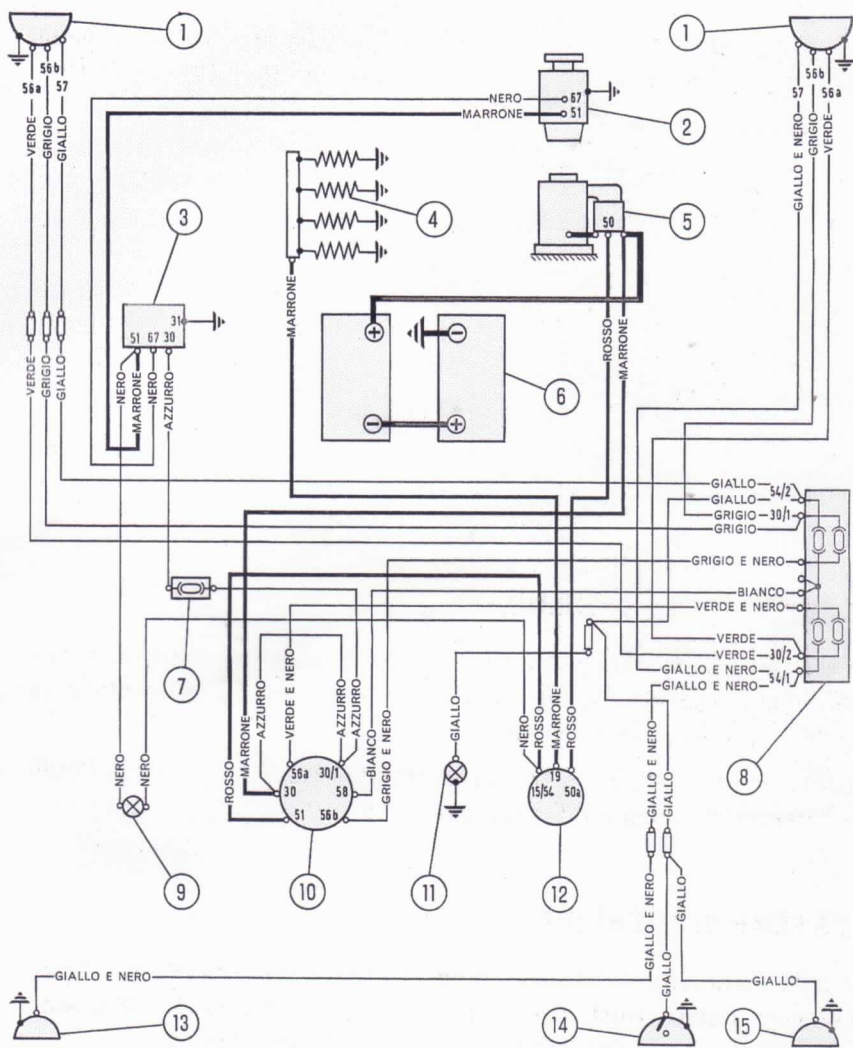 1
1
56a
56b
57
57
56b
56a
VERDE
GRIGIO
GIALLO
GIALLO E NERO
GRIGIO
VERDE
NERO
67
MARRONE
51
2
3
4
5
50
31
51
67
30
MARRONE
ROSSO
MARRONE
VERDE
GRIGIO
GIALLO
NERO
MARRONE
NERO
AZZURRO
+
−
−
+
6
GIALLO
54/2
GIALLO
GRIGIO
30/1
GRIGIO
GRIGIO E NERO
BIANCO
VERDE E NERO
VERDE
VERDE
30/2
GIALLO E NERO
GIALLO E NERO
54/1
7
8
NERO
NERO
ROSSO
MARRONE
AZZURRO
VERDE E NERO
AZZURRO
AZZURRO
BIANCO
GRIGIO E NERO
GIALLO
NERO
ROSSO
MARRONE
ROSSO
GIALLO E NERO
GIALLO
56a
30/1
30
58
51
56b
19
15/54
50a
9
10
11
12
GIALLO E NERO
GIALLO
GIALLO
GIALLO E NERO
GIALLO
13
14
15